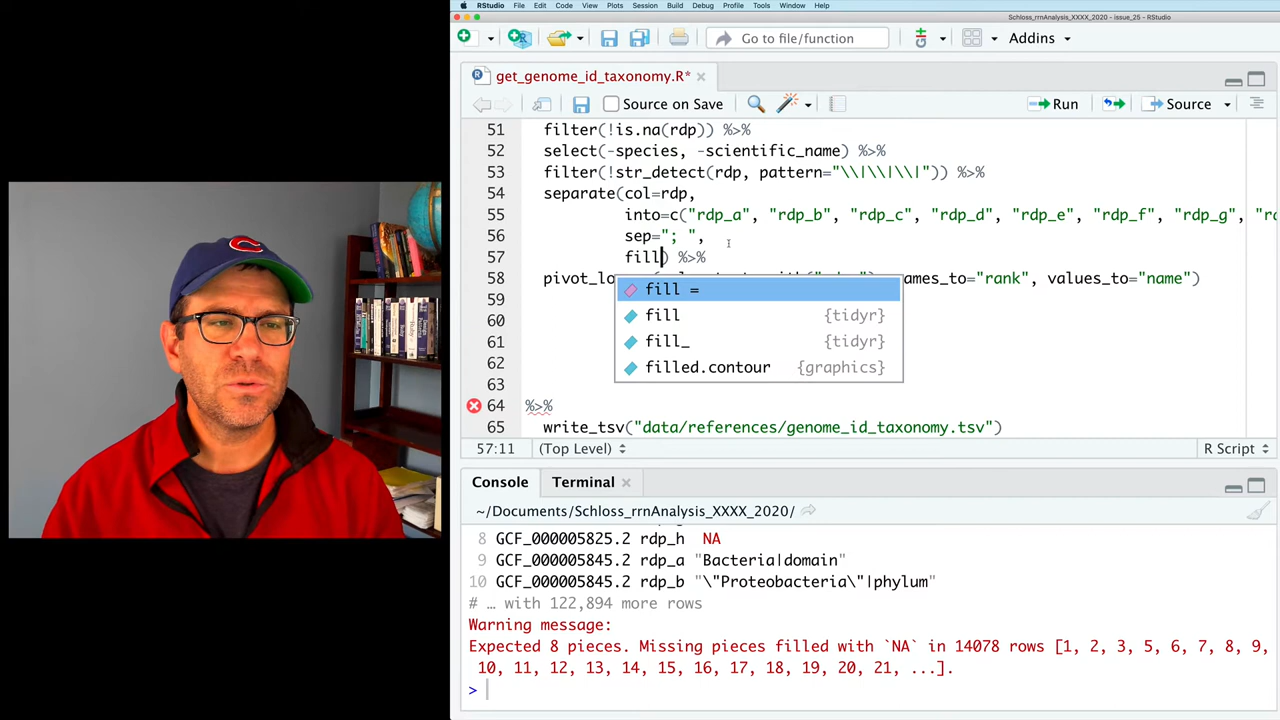 RStudio File Edit Code View Plots Session Build Debug Profile Tools Window Help
Schloss_rrnAnalysis_XXXX_2020 - issue_25 - RStudio
Go to file/function Addins
get_genome_id_taxonomy.R*
Source on Save Run Source
51 filter(!is.na(rdp)) %>%
52 select(-species, -scientific_name) %>%
53 filter(!str_detect(rdp, pattern="\\|\\|\\|")) %>%
54 separate(col=rdp,
55 into=c("rdp_a", "rdp_b", "rdp_c", "rdp_d", "rdp_e", "rdp_f", "rdp_g", "rd
56 sep="; ",
57 fill) %>%
58 pivot_lo ames_to="rank", values_to="name")
59 fill =
60 fill {tidyr}
61 fill_ {tidyr}
62 filled.contour {graphics}
63
64 %>%
65 write_tsv("data/references/genome_id_taxonomy.tsv")
57:11 (Top Level) R Script
Console Terminal
~/Documents/Schloss_rrnAnalysis_XXXX_2020/
8 GCF_000005825.2 rdp_h NA
9 GCF_000005845.2 rdp_a "Bacteria|domain"
10 GCF_000005845.2 rdp_b "\"Proteobacteria\"|phylum"
# … with 122,894 more rows
Warning message:
Expected 8 pieces. Missing pieces filled with `NA` in 14078 rows [1, 2, 3, 5, 6, 7, 8, 9,
10, 11, 12, 13, 14, 15, 16, 17, 18, 19, 20, 21, ...].
>